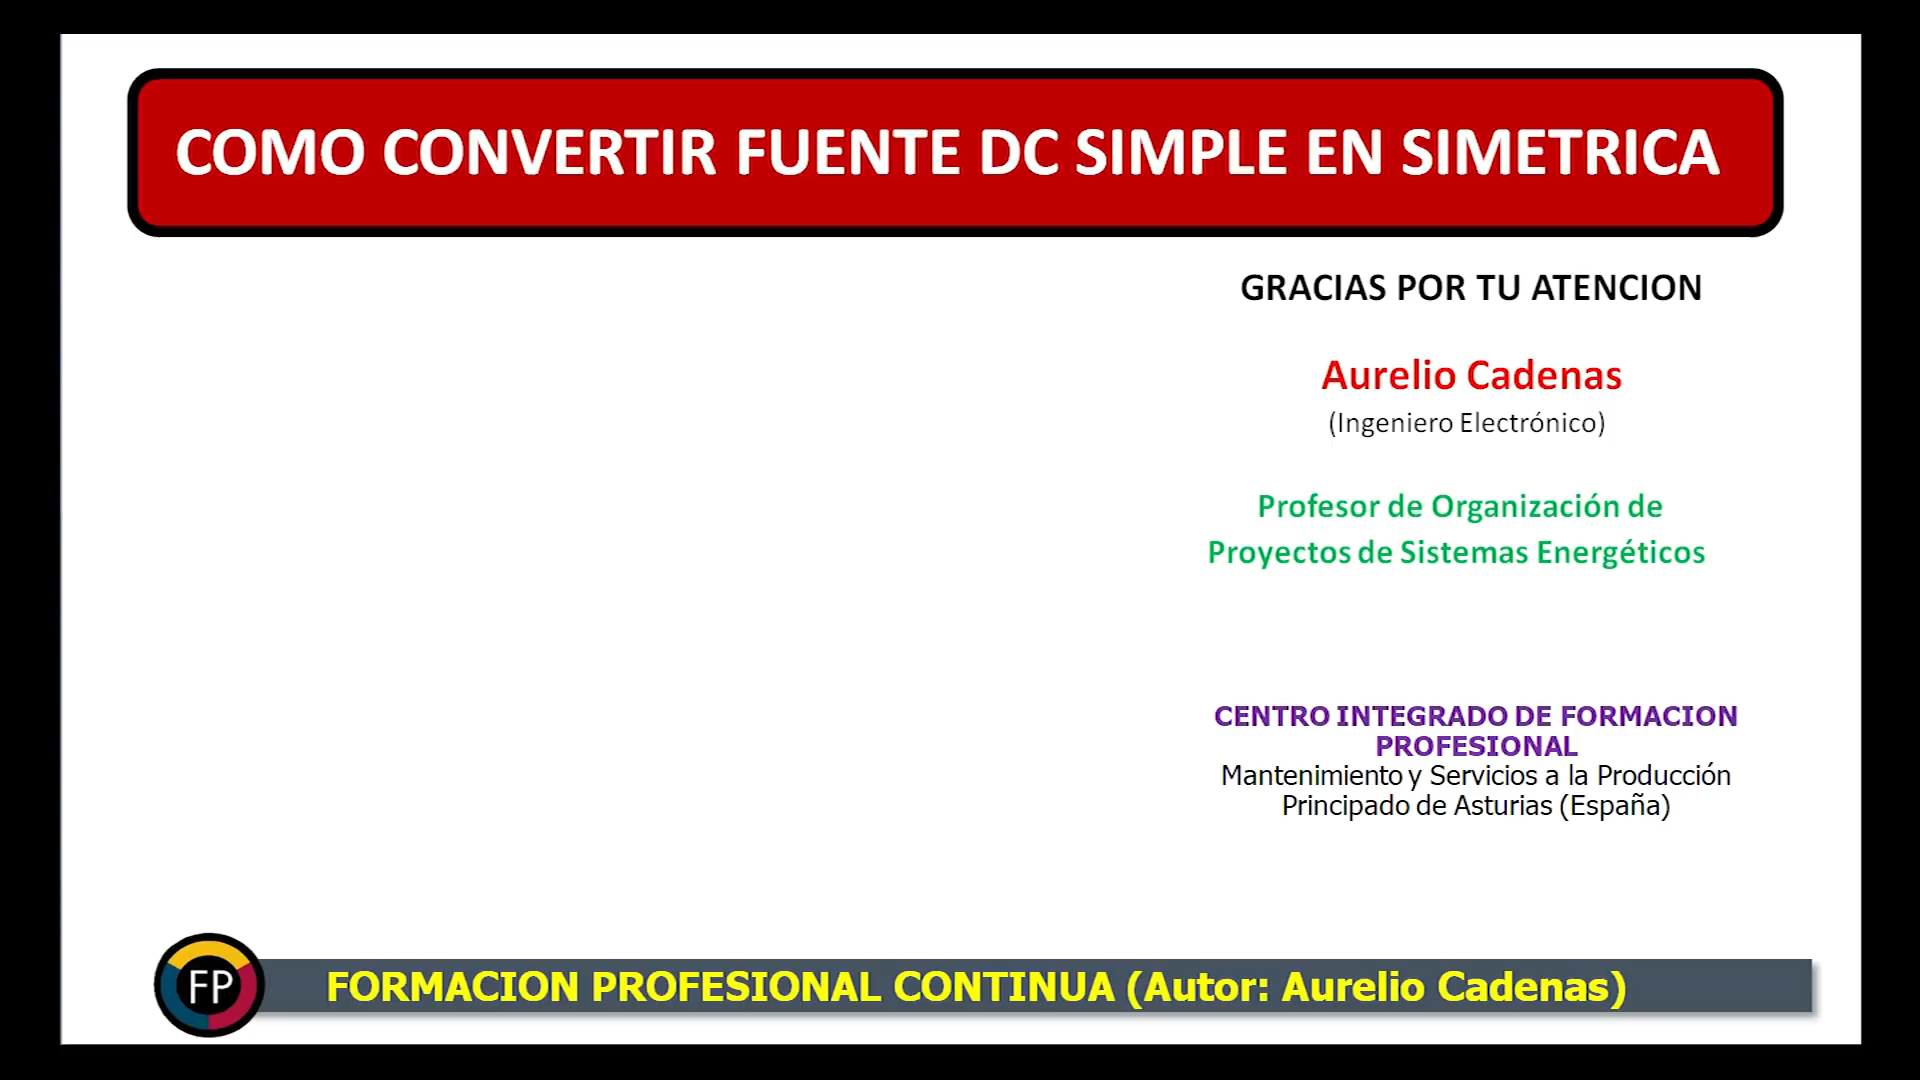 COMO CONVERTIR FUENTE DC SIMPLE EN SIMETRICA
GRACIAS POR TU ATENCION
Aurelio Cadenas
(Ingeniero Electrónico)
Profesor de Organización de
Proyectos de Sistemas Energéticos
CENTRO INTEGRADO DE FORMACION
PROFESIONAL
Mantenimiento y Servicios a la Producción
Principado de Asturias (España)
FP
FORMACION PROFESIONAL CONTINUA (Autor: Aurelio Cadenas)